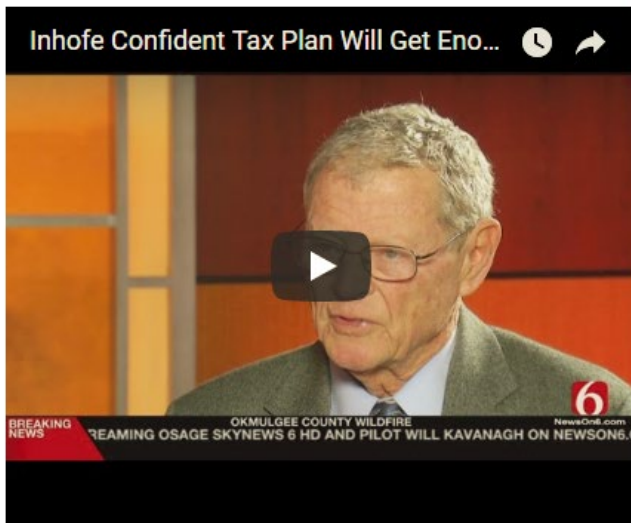 Inhofe Confident Tax Plan Will Get Eno...
6
BREAKING
NEWS
OKMULGEE COUNTY WILDFIRE
NewsOn6.com
REAMING OSAGE SKYNEWS 6 HD AND PILOT WILL KAVANAGH ON NEWSON6.